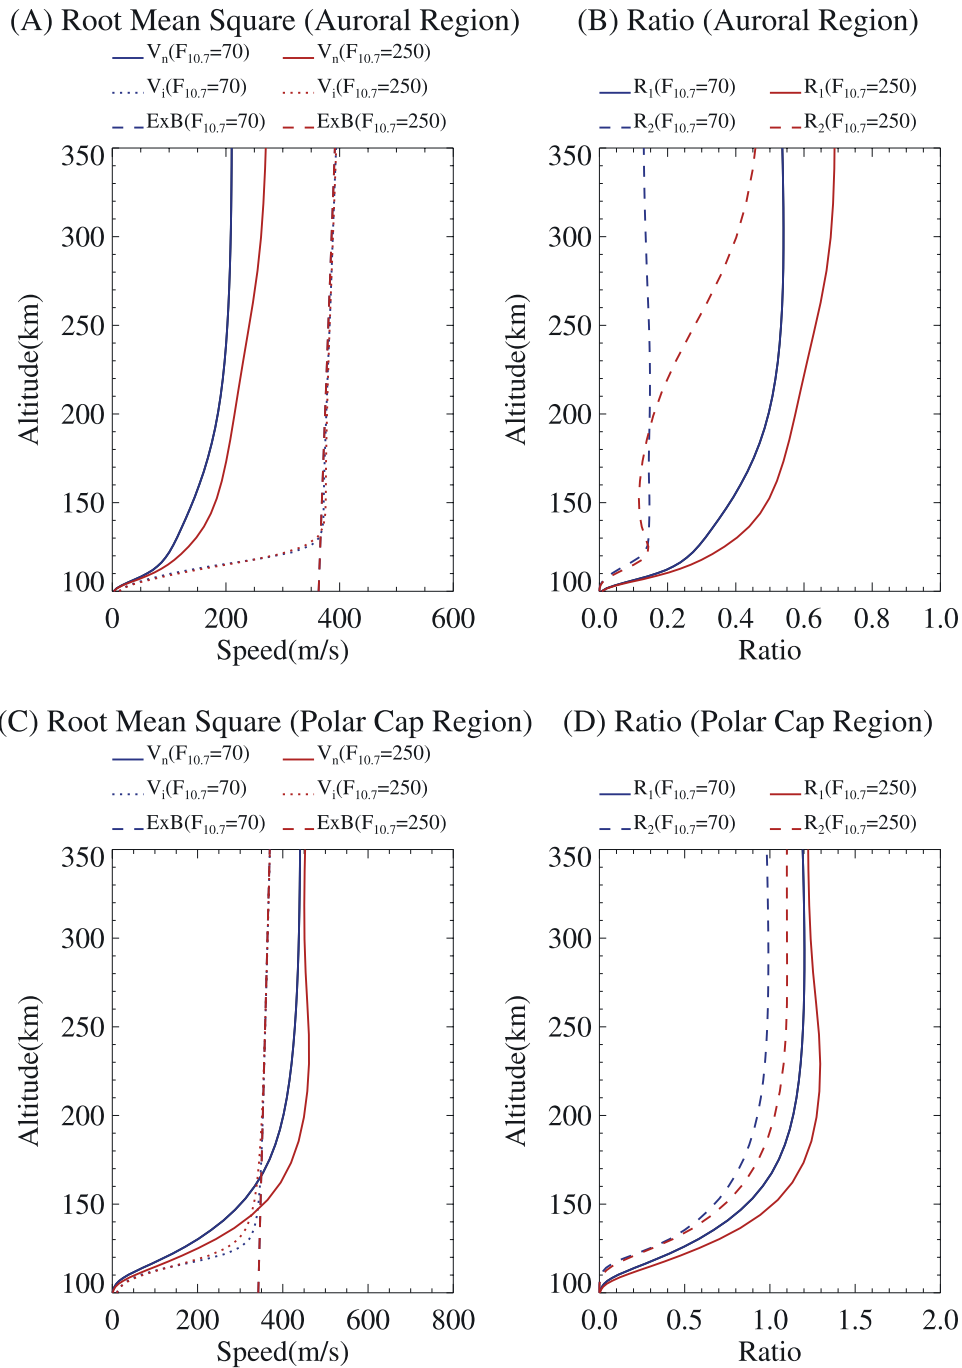 (A) Root Mean Square (Auroral Region)
Vn(F10.7=70) Vn(F10.7=250)
Vi(F10.7=70) Vi(F10.7=250)
ExB(F10.7=70) ExB(F10.7=250)
350
300
250
200
150
100
Altitude(km)
0 200 400 600
Speed(m/s)
(B) Ratio (Auroral Region)
R1(F10.7=70) R1(F10.7=250)
R2(F10.7=70) R2(F10.7=250)
350
300
250
200
150
100
Altitude(km)
0.0 0.2 0.4 0.6 0.8 1.0
Ratio
(C) Root Mean Square (Polar Cap Region)
Vn(F10.7=70) Vn(F10.7=250)
Vi(F10.7=70) Vi(F10.7=250)
ExB(F10.7=70) ExB(F10.7=250)
350
300
250
200
150
100
Altitude(km)
0 200 400 600 800
Speed(m/s)
(D) Ratio (Polar Cap Region)
R1(F10.7=70) R1(F10.7=250)
R2(F10.7=70) R2(F10.7=250)
350
300
250
200
150
100
Altitude(km)
0.0 0.5 1.0 1.5 2.0
Ratio